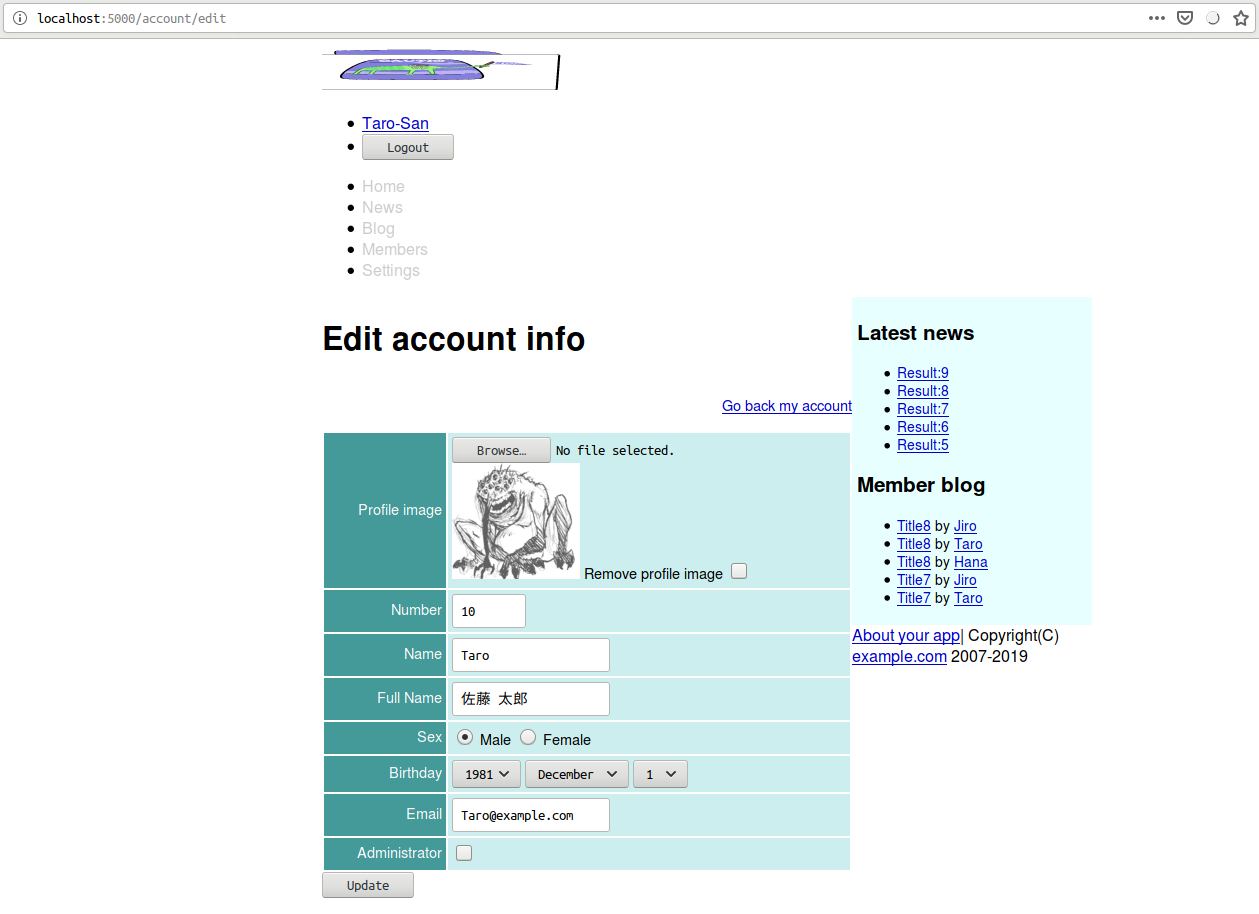 localhost:5000/account/edit
Taro-San
Logout
Home
News
Blog
Members
Settings
Edit account info
Go back my account
Profile image
Browse…
No file selected.
Remove profile image
Number
10
Name
Taro
Full Name
佐藤 太郎
Sex
Male
Female
Birthday
1981
December
1
Email
Taro@example.com
Administrator
Update
Latest news
Result:9
Result:8
Result:7
Result:6
Result:5
Member blog
Title8 by Jiro
Title8 by Taro
Title8 by Hana
Title7 by Jiro
Title7 by Taro
About your app| Copyright(C)
example.com 2007-2019